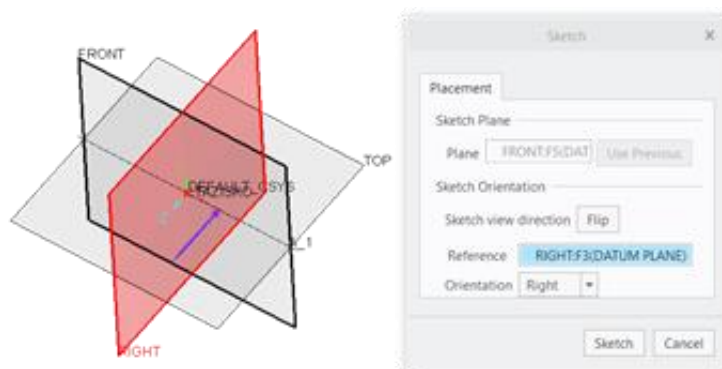 FRONT
TOP
DEFAULT_CSYS
RIGHT
Sketch
Placement
Sketch Plane
Plane FRONT:F5(DAT Use Previous
Sketch Orientation
Sketch view direction Flip
Reference RIGHT:F3(DATUM PLANE)
Orientation Right
Sketch Cancel